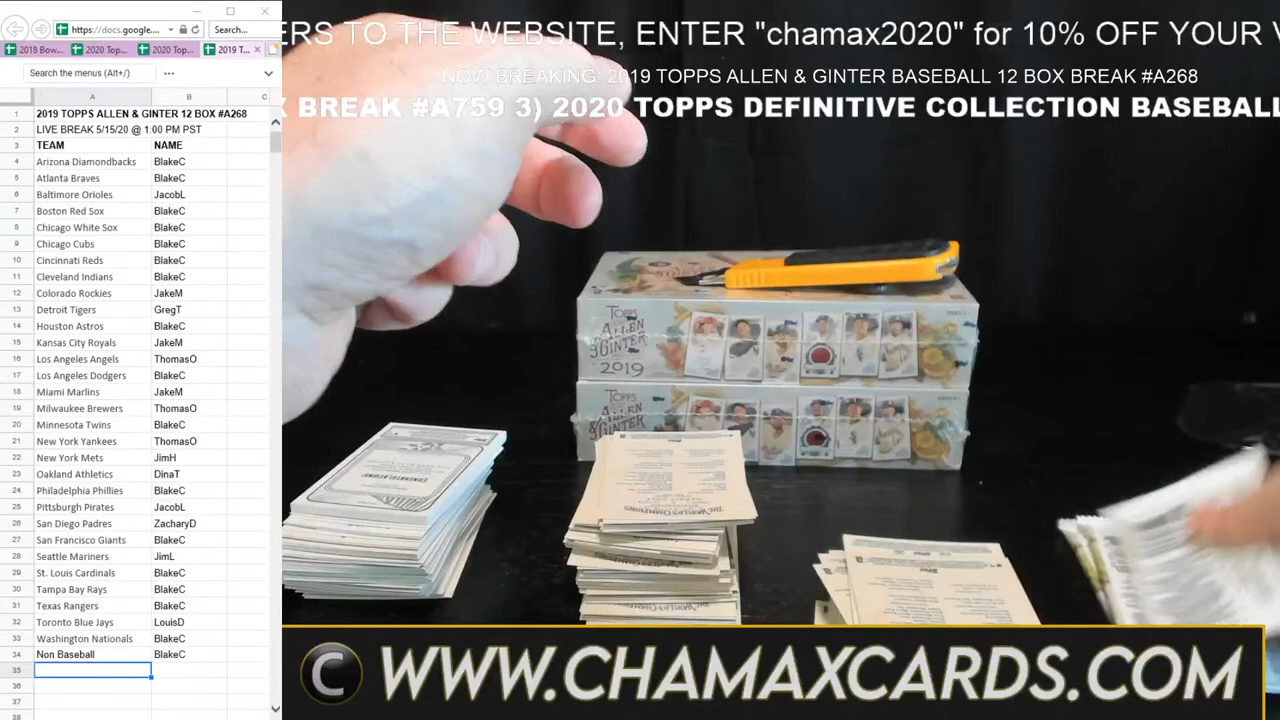 https://docs.google....
Search...
2018 Bow...
2020 Top...
2020 Top...
2019 T...
Search the menus (Alt+/)
A B C
1 2019 TOPPS ALLEN & GINTER 12 BOX #A268
2 LIVE BREAK 5/15/20 @ 1:00 PM PST
3 TEAM NAME
4 Arizona Diamondbacks BlakeC
5 Atlanta Braves BlakeC
6 Baltimore Orioles JacobL
7 Boston Red Sox BlakeC
8 Chicago White Sox BlakeC
9 Chicago Cubs BlakeC
10 Cincinnati Reds BlakeC
11 Cleveland Indians BlakeC
12 Colorado Rockies JakeM
13 Detroit Tigers GregT
14 Houston Astros BlakeC
15 Kansas City Royals JakeM
16 Los Angeles Angels ThomasO
17 Los Angeles Dodgers BlakeC
18 Miami Marlins JakeM
19 Milwaukee Brewers ThomasO
20 Minnesota Twins BlakeC
21 New York Yankees ThomasO
22 New York Mets JimH
23 Oakland Athletics DinaT
24 Philadelphia Phillies BlakeC
25 Pittsburgh Pirates JacobL
26 San Diego Padres ZacharyD
27 San Francisco Giants BlakeC
28 Seattle Mariners JimL
29 St. Louis Cardinals BlakeC
30 Tampa Bay Rays BlakeC
31 Texas Rangers BlakeC
32 Toronto Blue Jays LouisD
33 Washington Nationals BlakeC
34 Non Baseball BlakeC
35
36
37
38
ERS TO THE WEBSITE, ENTER "chamax2020" for 10% OFF YOUR
NOW BREAKING: 2019 TOPPS ALLEN & GINTER BASEBALL 12 BOX BREAK #A268
X BREAK #A759 3) 2020 TOPPS DEFINITIVE COLLECTION BASEBALL
TOPPS
ALLEN
& GINTER
2019
TOPPS
ALLEN
& GINTER
CONGRATULATIONS!
THE WORLD'S CHAMPIONS
C WWW.CHAMAXCARDS.COM